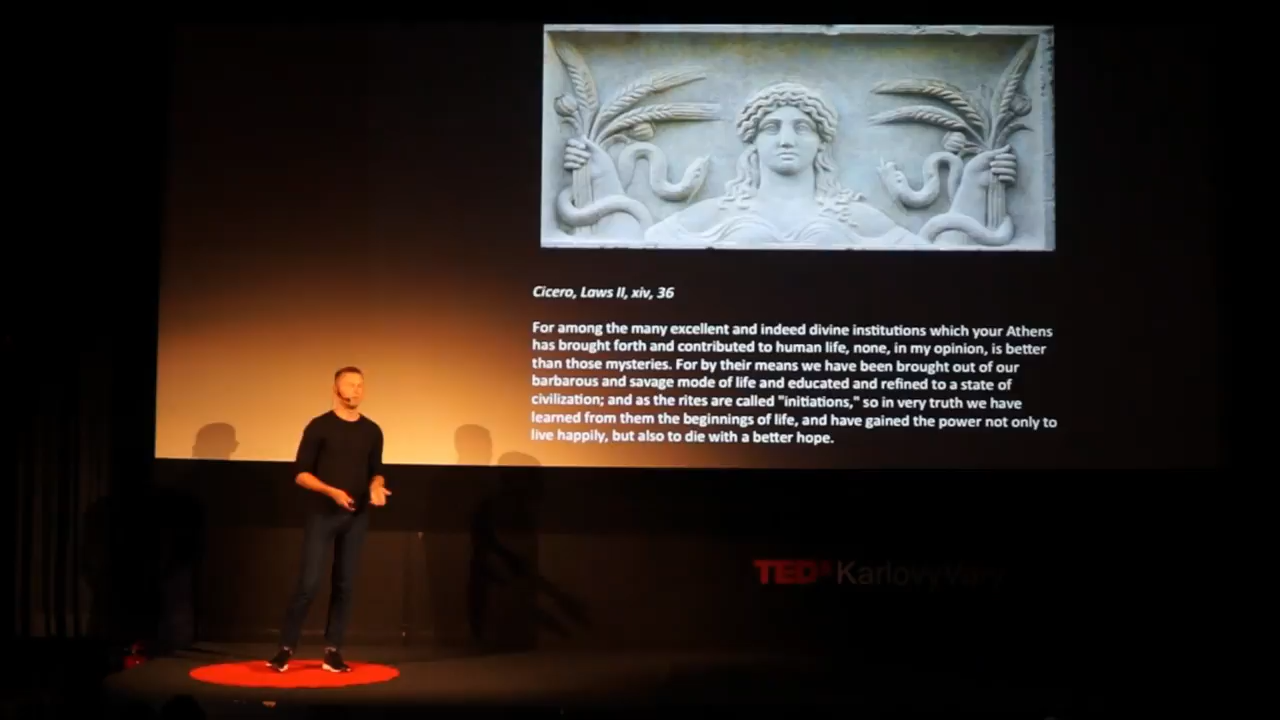 Cicero, Laws II, xiv, 36
For among the many excellent and indeed divine institutions which your Athens
has brought forth and contributed to human life, none, in my opinion, is better
than those mysteries. For by their means we have been brought out of our
barbarous and savage mode of life and educated and refined to a state of
civilization; and as the rites are called "initiations," so in very truth we have
learned from them the beginnings of life, and have gained the power not only to
live happily, but also to die with a better hope.
TEDx KarlovyVary